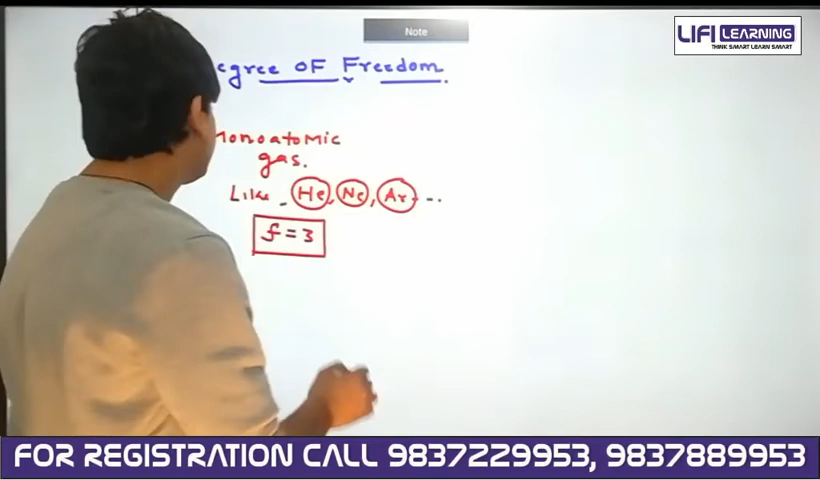 Note
LIFI LEARNING
THINK SMART LEARN SMART
egree OF Freedom.
Monoatomic
gas.
Like - He, Ne, Ar - ..
f = 3
FOR REGISTRATION CALL 9837229953, 9837889953